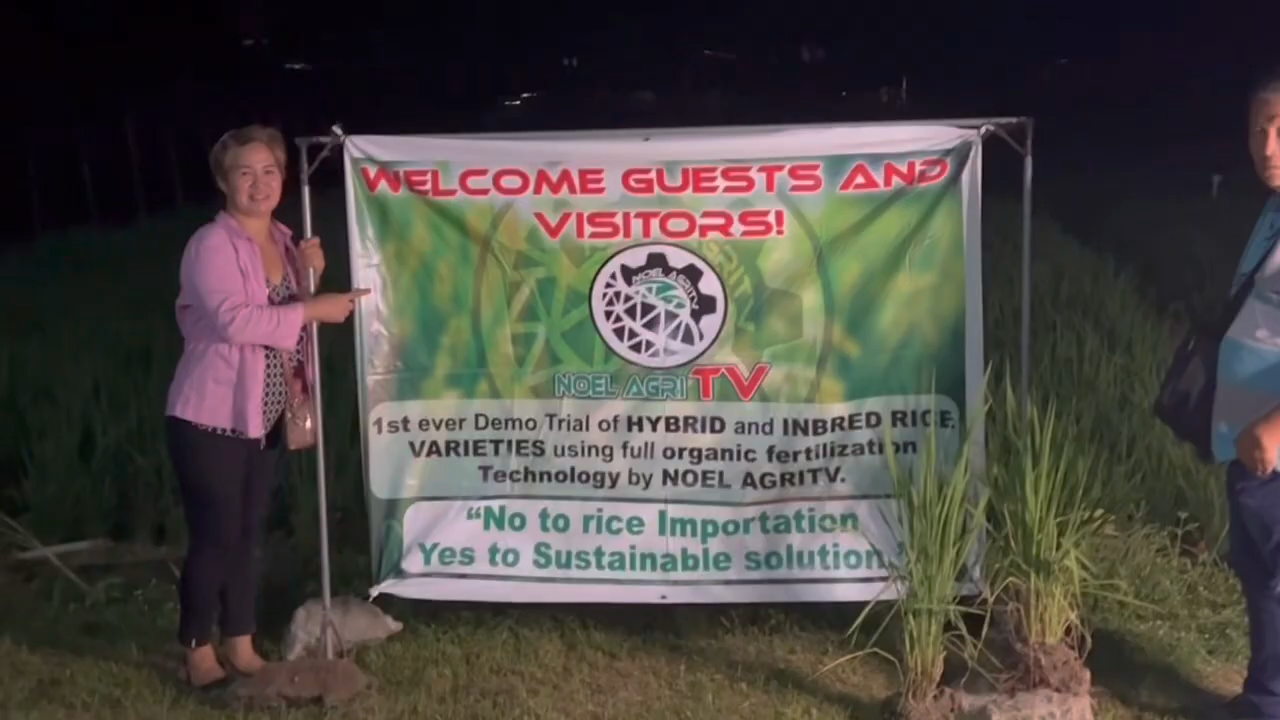 WELCOME GUESTS AND
VISITORS!
NOEL AGRITV
NOEL AGRI TV
1st ever Demo Trial of HYBRID and INBRED RICE
VARIETIES using full organic fertilization
Technology by NOEL AGRITV.
“No to rice Importation
Yes to Sustainable solution.”